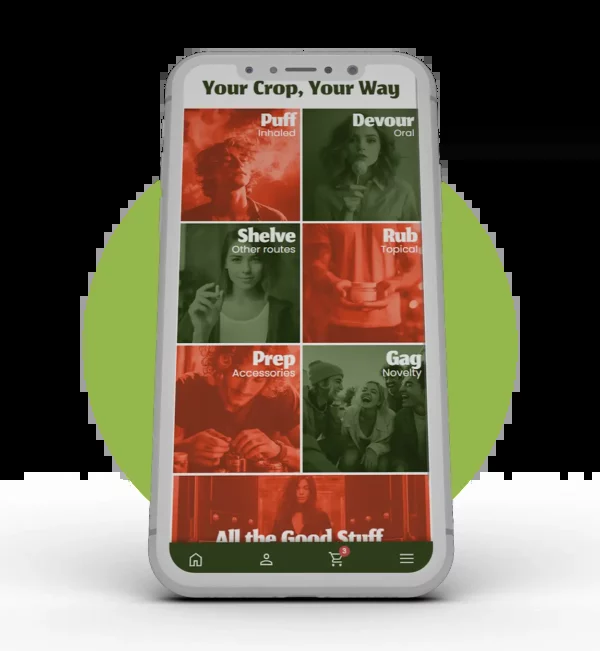 Your Crop, Your Way
Puff
Inhaled
Devour
Oral
Shelve
Other routes
Rub
Topical
Prep
Accessories
Gag
Novelty
All the Good Stuff
3